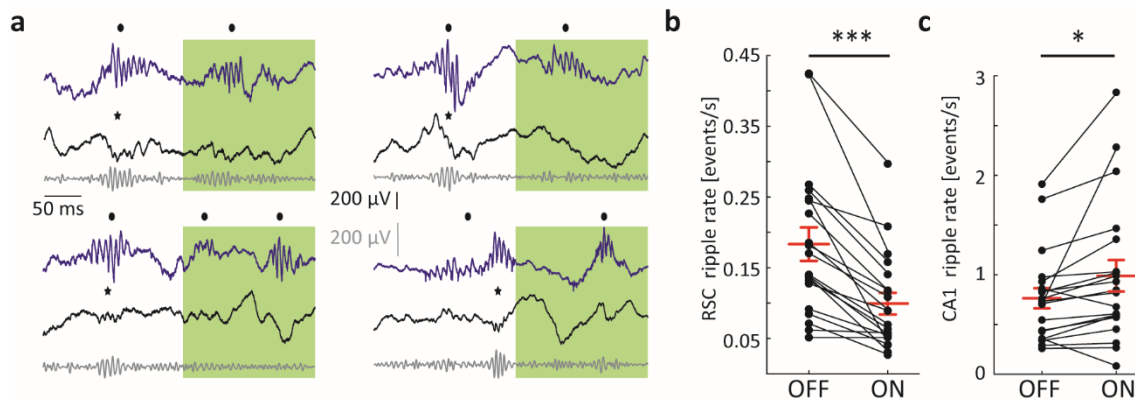 a
50 ms
200 µV
200 µV
b
***
RSC ripple rate [events/s]
0.45
0.35
0.25
0.15
0.05
OFF ON
c
*
CA1 ripple rate [events/s]
3
2
1
0
OFF ON